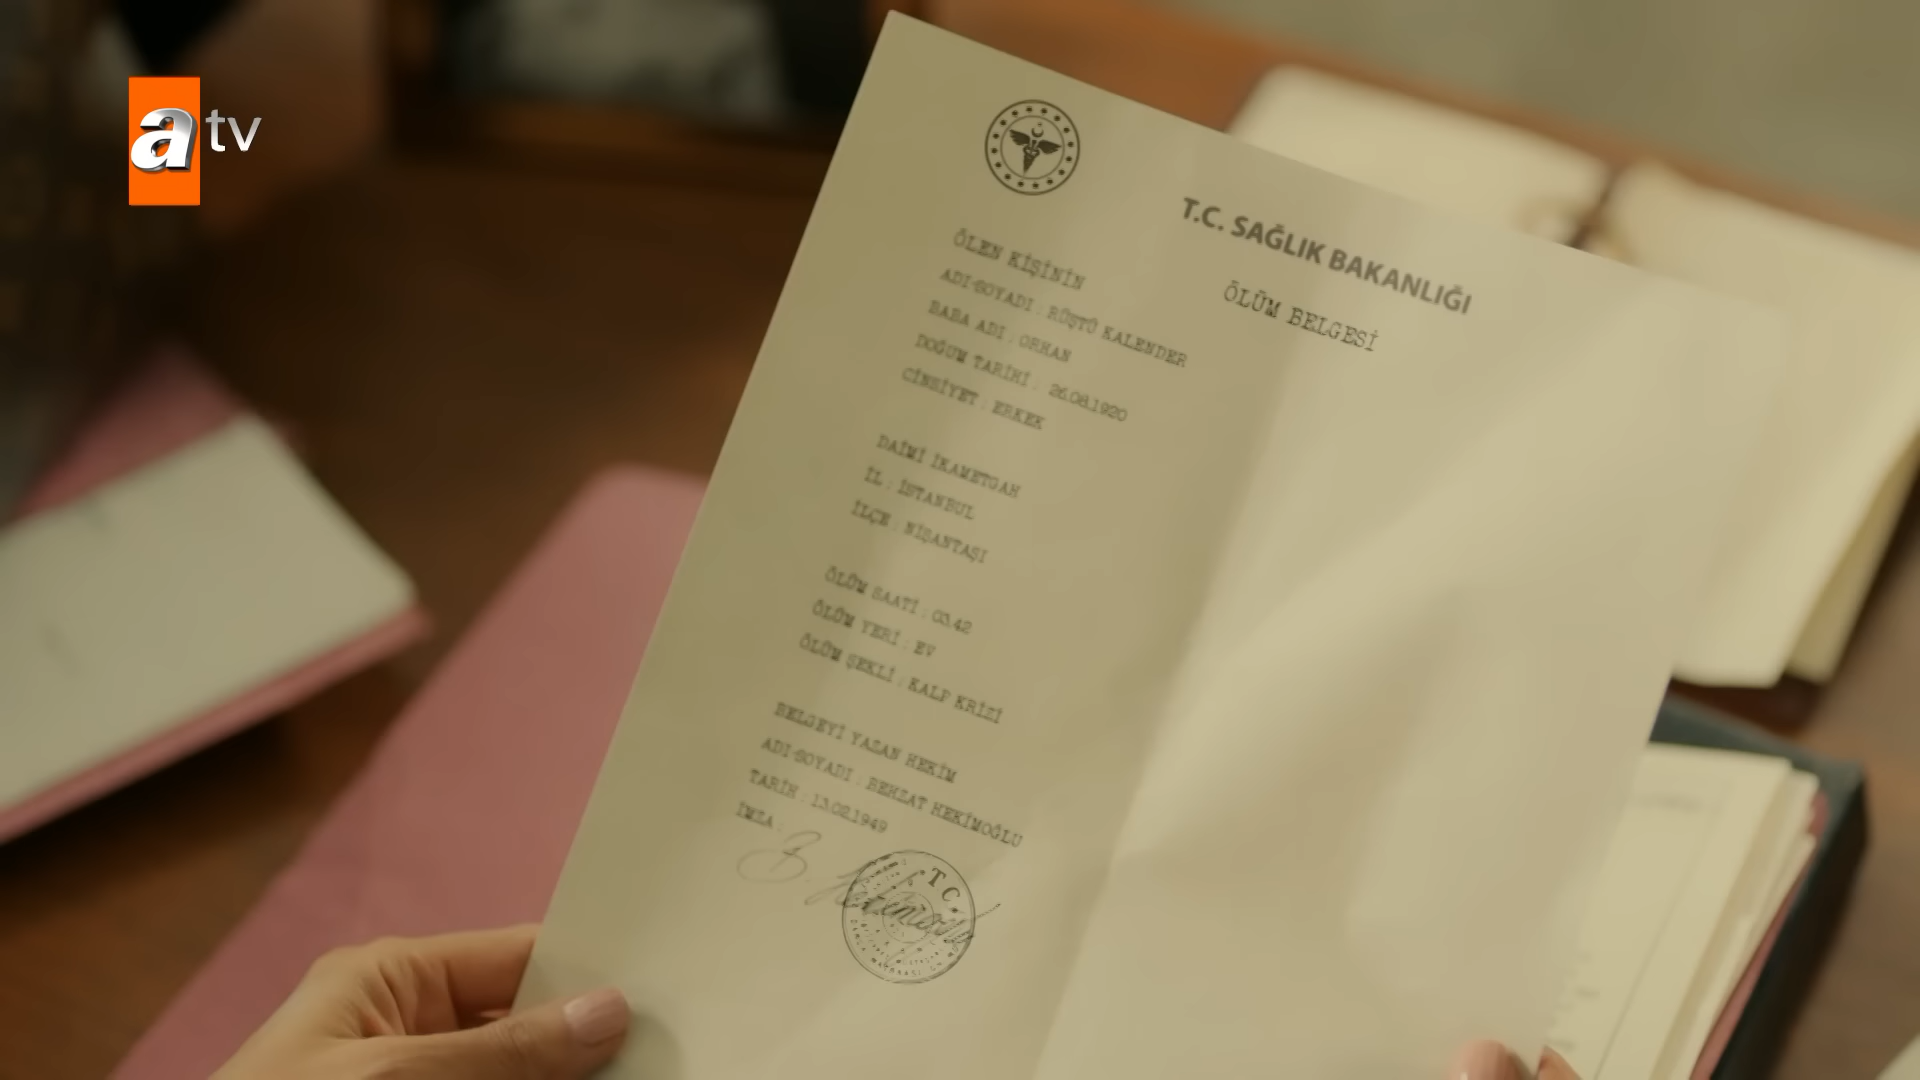 atv
T.C. SAĞLIK BAKANLIĞI
ÖLÜM BELGESİ
ÖLEN KİŞİNİN
ADI-SOYADI : RÜŞTÜ KALENDER
BABA ADI : ORHAN
DOĞUM TARİHİ : 26.08.1920
CİNSİYET : ERKEK
DAİMİ İKAMETGAH
İL : İSTANBUL
İLÇE : NİŞANTAŞI
ÖLÜM SAATİ : 03.42
ÖLÜM YERİ : EV
ÖLÜM ŞEKLİ : KALP KRİZİ
BELGEYİ YAZAN HEKİM
ADI-SOYADI : BEHZAT HEKİMOĞLU
TARİH : 13.02.1949
İMZA :
T C